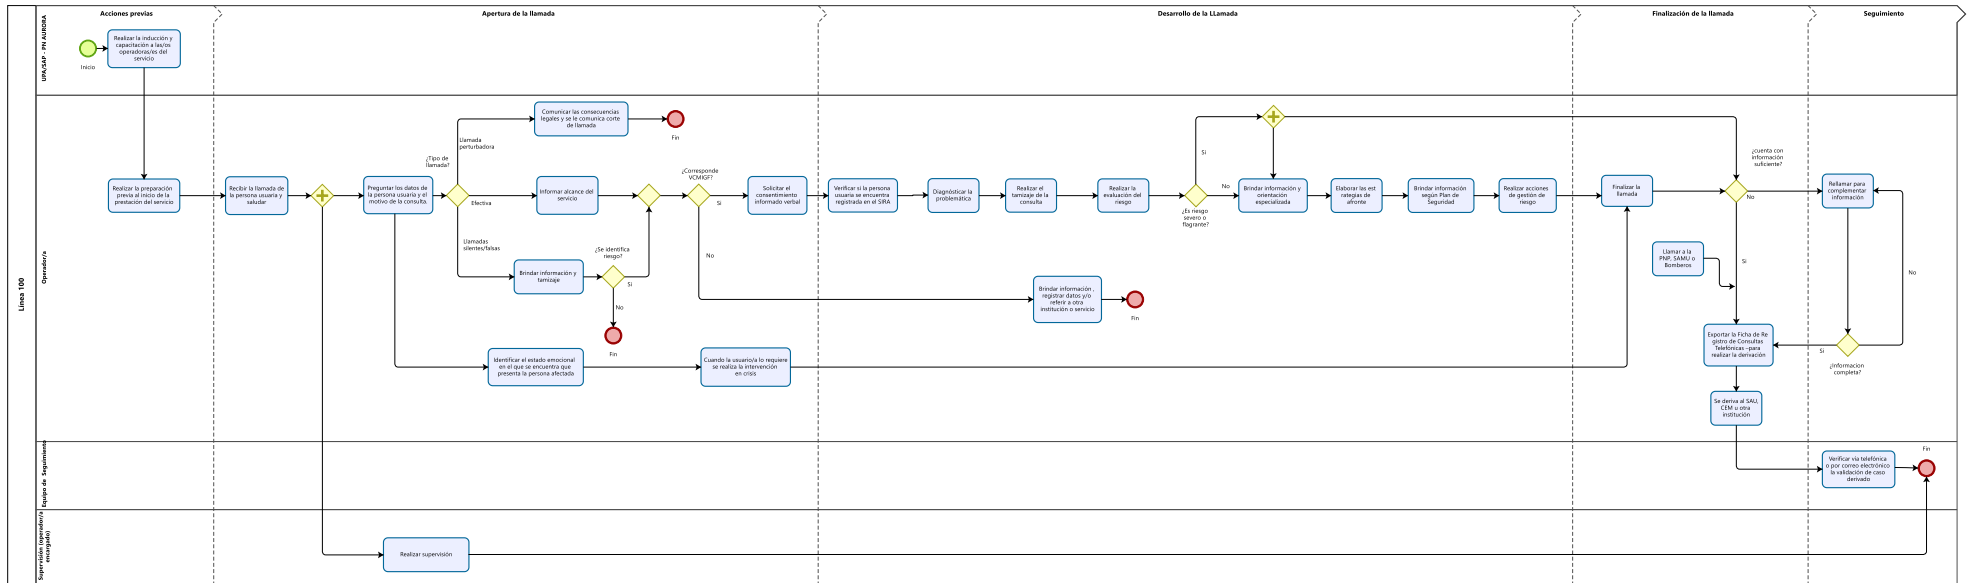 Acciones previas
Apertura de la llamada
Desarrollo de la LLamada
Finalización de la llamada
Seguimiento
Línea 100
UPA/SAP - PN AURORA
Inicio
Realizar la inducción y
capacitación a las/os
operadoras/es del
servicio
Operador/a
Realizar la preparación
previa al inicio de la
prestación del servicio
Recibir la llamada de
la persona usuaria y
saludar
Preguntar los datos de
la persona usuaria y el
motivo de la consulta.
¿Tipo de
llamada?
Llamada
perturbadora
Comunicar las consecuencias
legales y se le comunica corte
de llamada
Fin
Efectiva
Informar alcance del
servicio
Llamadas
silentes/falsas
Brindar información y
tamizaje
¿Se identifica
riesgo?
Si
No
Fin
¿Corresponde
VCMIGF?
Si
No
Solicitar el
consentimiento
informado verbal
Identificar el estado emocional
en el que se encuentra que
presenta la persona afectada
Cuando la usuario/a lo requiere
se realiza la intervención
en crisis
Verificar si la persona
usuaria se encuentra
registrada en el SIRA
Diagnósticar la
problemática
Realizar el
tamizaje de la
consulta
Realizar la
evaluación del
riesgo
¿Es riesgo
severo o
flagrante?
Si
No
Brindar información y
orientación
especializada
Elaborar las est
rategias de
afronte
Brindar información
según Plan de
Seguridad
Realizar acciones
de gestión de
riesgo
Brindar información ,
registrar datos y/o
referir a otra
institución o servicio
Fin
Finalizar la
llamada
¿cuenta con
información
suficiente?
No
Si
Llamar a la
PNP, SAMU o
Bomberos
Exportar la Ficha de Re
gistro de Consultas
Telefónicas –para
realizar la derivación
Se deriva al SAU,
CEM u otra
institución
Rellamar para
complementar
información
No
Si
¿Informacion
completa?
Equipo de Seguimiento
Verificar vía telefónica
o por correo electrónico
la validación de caso
derivado
Fin
Supervisión (operador/a
encargado)
Realizar supervisión